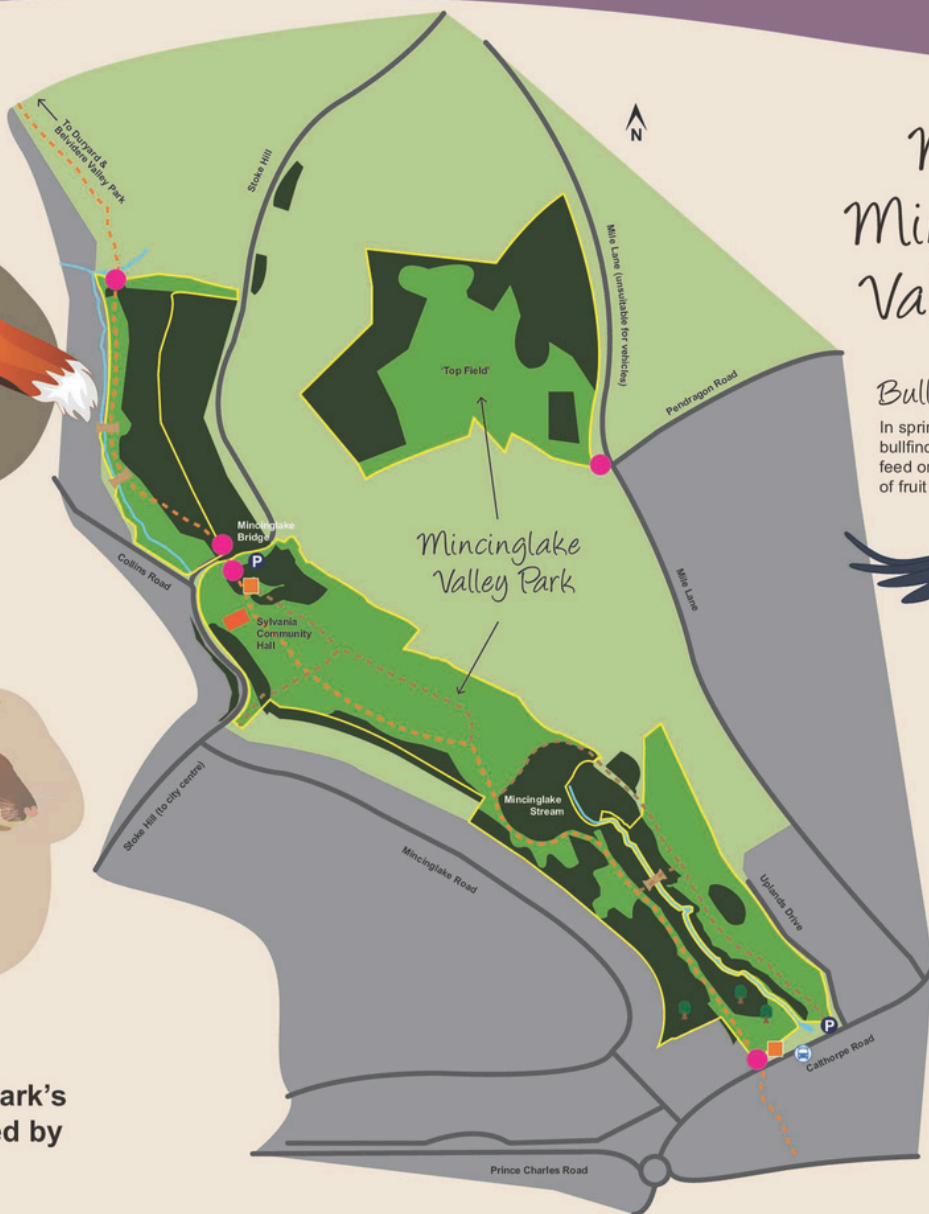 To Duryard &
Belvidere Valley Park
Stoke Hill
N
Mile Lane (unsuitable for vehicles)
'Top Field'
Pendragon Road
Bull
In sprin
bullfinc
feed on
of fruit
Mincinglake
Bridge
P
Mincinglake
Valley Park
Collins Road
Mile Lane
Sylvania
Community
Hall
Stoke Hill (to city centre)
Mincinglake
Stream
Mincinglake Road
Uplands Drive
P
Calthorpe Road
ark's
ed by
Prince Charles Road